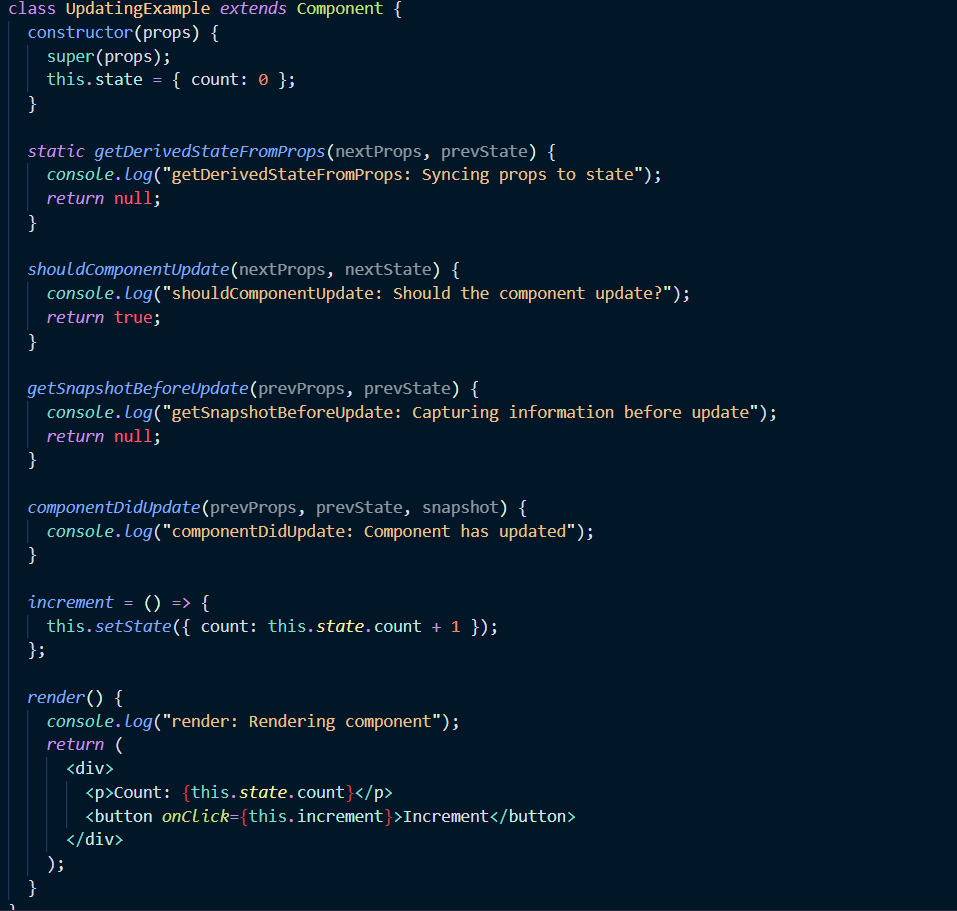 class UpdatingExample extends Component {
  constructor(props) {
    super(props);
    this.state = { count: 0 };
  }

  static getDerivedStateFromProps(nextProps, prevState) {
    console.log("getDerivedStateFromProps: Syncing props to state");
    return null;
  }

  shouldComponentUpdate(nextProps, nextState) {
    console.log("shouldComponentUpdate: Should the component update?");
    return true;
  }

  getSnapshotBeforeUpdate(prevProps, prevState) {
    console.log("getSnapshotBeforeUpdate: Capturing information before update");
    return null;
  }

  componentDidUpdate(prevProps, prevState, snapshot) {
    console.log("componentDidUpdate: Component has updated");
  }

  increment = () => {
    this.setState({ count: this.state.count + 1 });
  };

  render() {
    console.log("render: Rendering component");
    return (
      <div>
        <p>Count: {this.state.count}</p>
        <button onClick={this.increment}>Increment</button>
      </div>
    );
  }
}